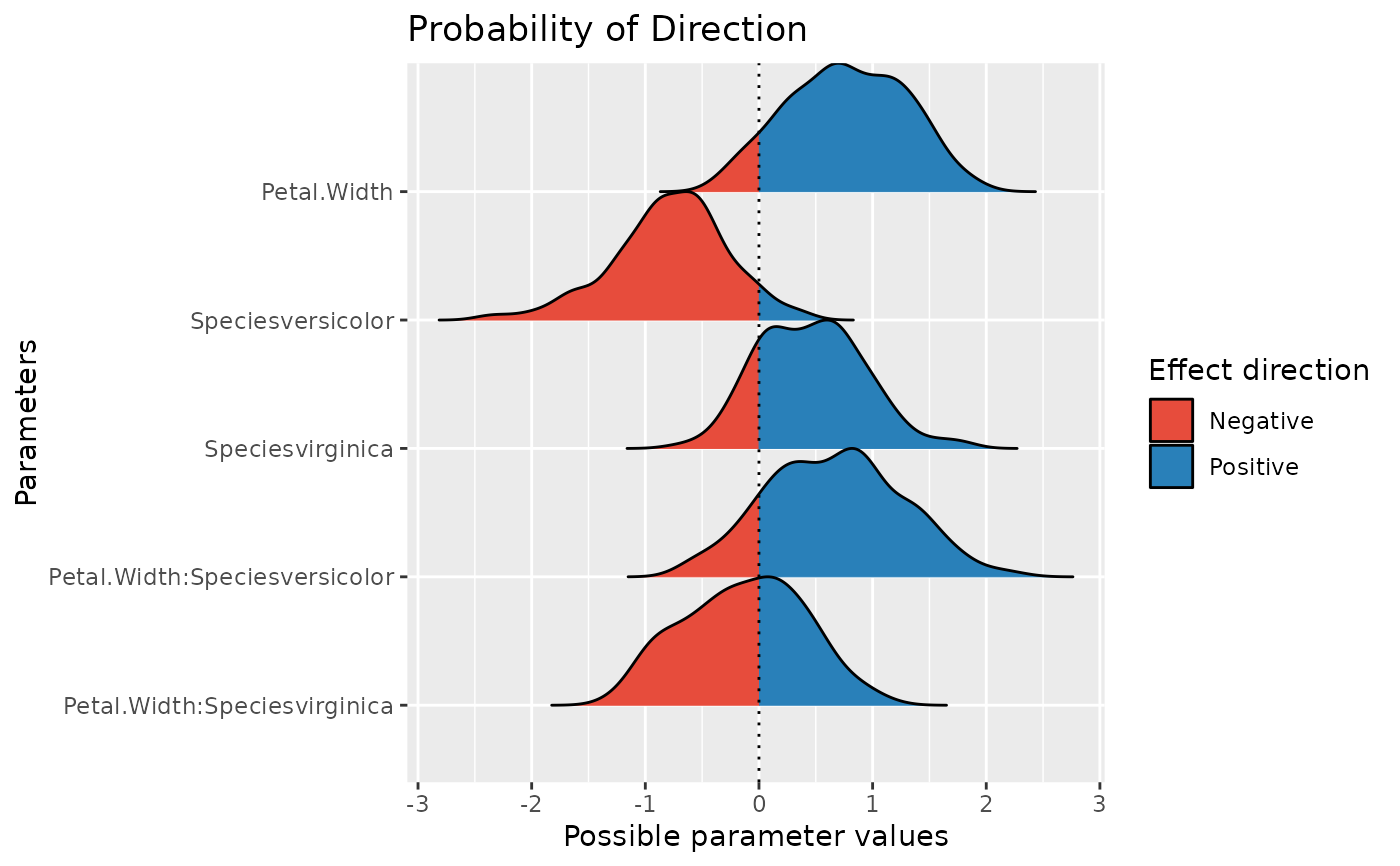 Probability of Direction
Parameters
Petal.Width
Speciesversicolor
Speciesvirginica
Petal.Width:Speciesversicolor
Petal.Width:Speciesvirginica
-3 -2 -1 0 1 2 3
Possible parameter values
Effect direction
Negative
Positive